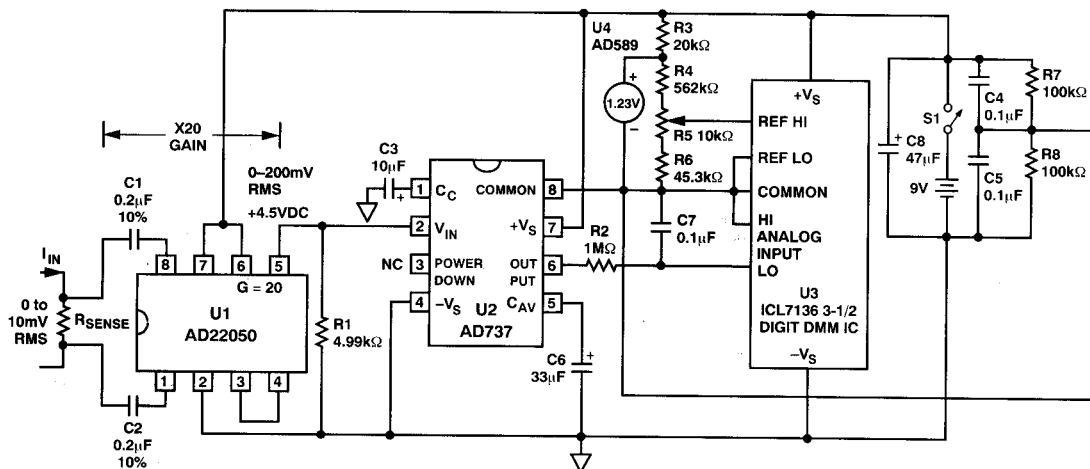 X20
GAIN
C1
0.2μF
10%
0–200mV
RMS
+4.5VDC
I_IN
0 to
10mV
RMS
R_SENSE
8
7
6
5
G = 20
U1
AD22050
1
2
3
4
C2
0.2μF
10%
R1
4.99kΩ
C3
10μF
+
1
C_C
COMMON
8
2
V_IN
+V_S
7
NC
3
POWER
DOWN
OUT
PUT
6
4
–V_S
C_AV
5
U2
AD737
C6
33μF
+
R2
1MΩ
C7
0.1μF
U4
AD589
+
1.23V
–
R3
20kΩ
R4
562kΩ
R5 10kΩ
R6
45.3kΩ
+V_S
REF HI
REF LO
COMMON
HI
ANALOG
INPUT
LO
U3
ICL7136 3-1/2
DIGIT DMM IC
–V_S
+
C8
47μF
S1
9V
C4
0.1μF
C5
0.1μF
R7
100kΩ
R8
100kΩ